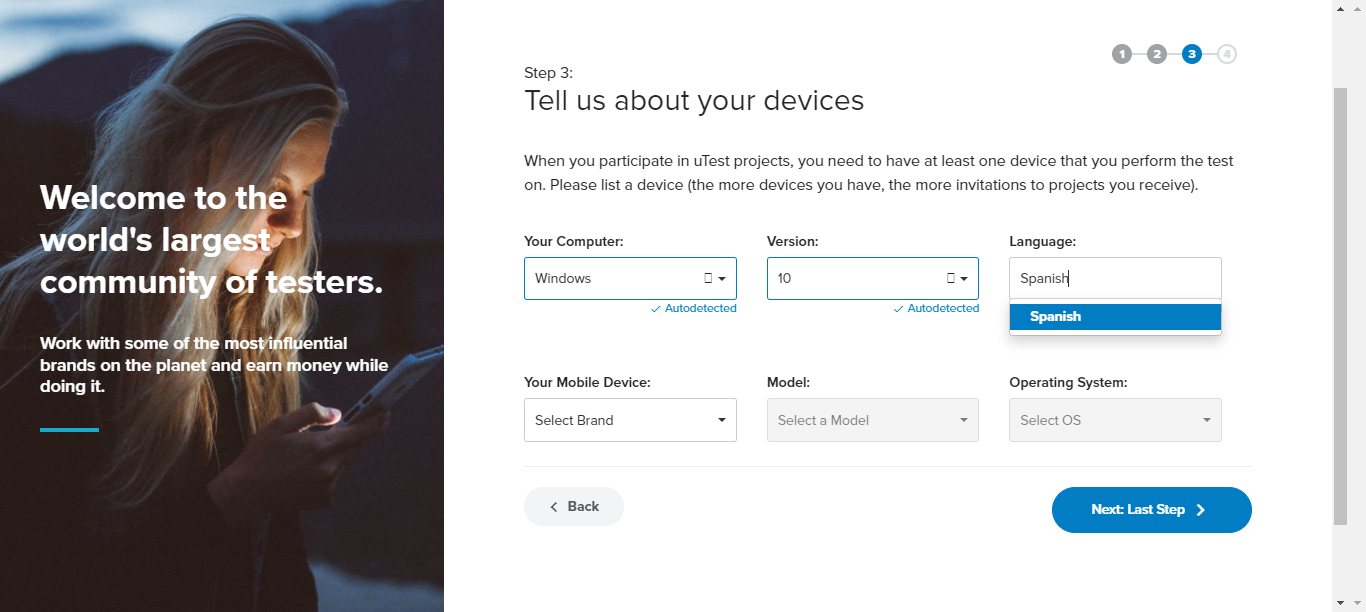 Welcome to the
world's largest
community of testers.
Work with some of the most influential
brands on the planet and earn money while
doing it.
1 2 3 4
Step 3:
Tell us about your devices
When you participate in uTest projects, you need to have at least one device that you perform the test
on. Please list a device (the more devices you have, the more invitations to projects you receive).
Your Computer: Version: Language:
Windows 10 Spanish
Autodetected Autodetected Spanish
Your Mobile Device: Model: Operating System:
Select Brand Select a Model Select OS
Back Next: Last Step